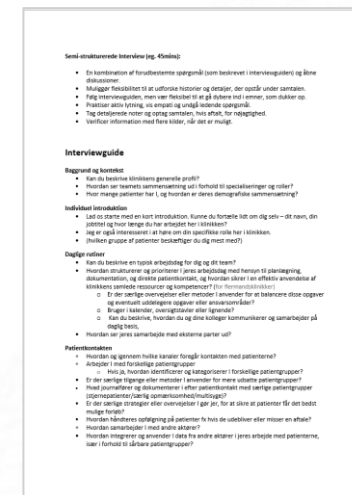 Semi-strukturerede Interview (eg. 45mins):
• En kombination af forudbestemte spørgsmål (som beskrevet i interviewguiden) og åbne
diskussioner.
• Muliggør fleksibilitet til at udforske historier og detaljer, der opstår under samtalen.
• Følg interviewguiden, men vær fleksibel til at gå dybere ind i emner, som dukker op.
• Praktiser aktiv lytning, vis empati og undgå ledende spørgsmål.
• Tag detaljerede noter og optag samtalen, hvis aftalt, for nøjagtighed.
• Verificer information med flere kilder, når det er muligt.
Interviewguide
Baggrund og kontekst
• Kan du beskrive klinikkens generelle profil?
• Hvordan ser teamets sammensætning ud i forhold til specialiseringer og roller?
• Hvor mange patienter har I, og hvordan er deres demografiske sammensætning?
Individuel introduktion
• Lad os starte med en kort introduktion. Kunne du fortælle lidt om dig selv – dit navn, din
jobtitel og hvor længe du har arbejdet her i klinikken?
• Jeg er også interesseret i at høre om din specifikke rolle her i klinikken.
• (hvilken gruppe af patienter beskæftiger du dig mest med?)
Daglige rutiner
• Kan du beskrive en typisk arbejdsdag for dig og dit team?
• Hvordan strukturerer og prioriterer I jeres arbejdsdag med hensyn til planlægning,
dokumentation, og direkte patientkontakt, og hvordan sikrer I en effektiv anvendelse af
klinikkens samlede ressourcer og kompetencer? (for flermandsklinikker)
o Er der særlige overvejelser eller metoder I anvender for at balancere disse opgaver
og eventuelt uddelegere opgaver eller ansvarsområder?
o Bruger I kalender, oversigtstavler eller lignende?
o Kan du beskrive, hvordan du og dine kolleger kommunikerer og samarbejder på
daglig basis,
• Hvordan ser jeres samarbejde med eksterne parter ud?
Patientkontakten
• Hvordan og igennem hvilke kanaler foregår kontakten med patienterne?
• Arbejder I med forskellige patientgrupper
o Hvis ja, hvordan identificerer og kategoriserer I forskellige patientgrupper?
• Er der særlige tilgange eller metoder I anvender for mere udsatte patientgrupper?
• Hvad journalfører og dokumenterer I efter patientkontakt med særlige patientgrupper
(stjernepatienter/særlig opmærksomhed/multisyge)?
• Er der særlige strategier eller overvejelser I gør jer, for at sikre at patienter får det bedst
mulige forløb?
• Hvordan håndteres opfølgning på patienter fx hvis de udebliver eller misser en aftale?
• Hvordan samarbejder I med andre aktører?
• Hvordan integrerer og anvender I data fra andre aktører i jeres arbejde med patienterne,
især i forhold til sårbare patientgrupper?